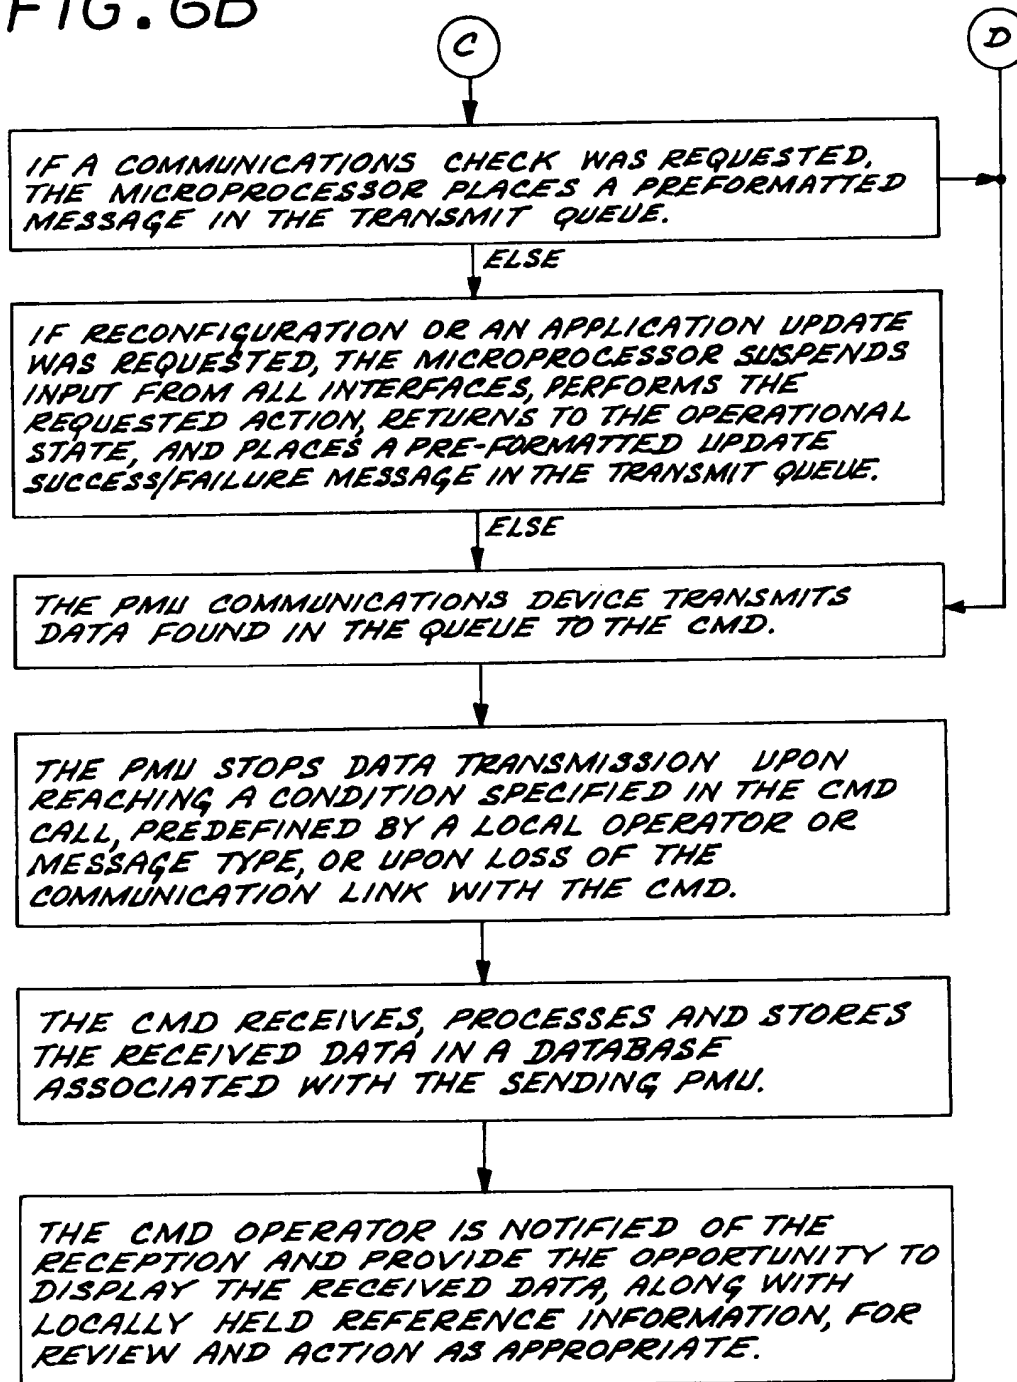 FIG. 6B
C
D
IF A COMMUNICATIONS CHECK WAS REQUESTED,
THE MICROPROCESSOR PLACES A PREFORMATTED
MESSAGE IN THE TRANSMIT QUEUE.
ELSE
IF RECONFIGURATION OR AN APPLICATION UPDATE
WAS REQUESTED, THE MICROPROCESSOR SUSPENDS
INPUT FROM ALL INTERFACES, PERFORMS THE
REQUESTED ACTION, RETURNS TO THE OPERATIONAL
STATE, AND PLACES A PRE-FORMATTED UPDATE
SUCCESS/FAILURE MESSAGE IN THE TRANSMIT QUEUE.
ELSE
THE PMU COMMUNICATIONS DEVICE TRANSMITS
DATA FOUND IN THE QUEUE TO THE CMD.
THE PMU STOPS DATA TRANSMISSION UPON
REACHING A CONDITION SPECIFIED IN THE CMD
CALL, PREDEFINED BY A LOCAL OPERATOR OR
MESSAGE TYPE, OR UPON LOSS OF THE
COMMUNICATION LINK WITH THE CMD.
THE CMD RECEIVES, PROCESSES AND STORES
THE RECEIVED DATA IN A DATABASE
ASSOCIATED WITH THE SENDING PMU.
THE CMD OPERATOR IS NOTIFIED OF THE
RECEPTION AND PROVIDE THE OPPORTUNITY TO
DISPLAY THE RECEIVED DATA, ALONG WITH
LOCALLY HELD REFERENCE INFORMATION, FOR
REVIEW AND ACTION AS APPROPRIATE.